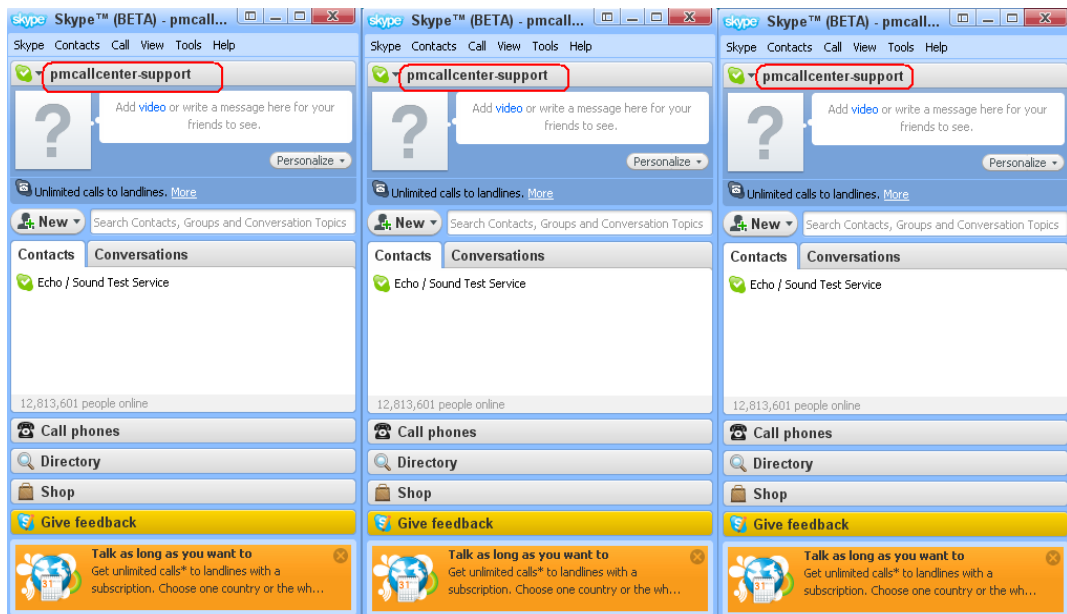 skype Skype™ (BETA) - pmcall...
Skype Contacts Call View Tools Help
pmcallcenter-support
Add video or write a message here for your
friends to see.
?
Personalize
Unlimited calls to landlines. More
New Search Contacts, Groups and Conversation Topics
Contacts Conversations
Echo / Sound Test Service
12,813,601 people online
Call phones
Directory
Shop
Give feedback
Talk as long as you want to
Get unlimited calls* to landlines with a
subscription. Choose one country or the wh...
31
skype Skype™ (BETA) - pmcall...
Skype Contacts Call View Tools Help
pmcallcenter-support
Add video or write a message here for your
friends to see.
?
Personalize
Unlimited calls to landlines. More
New Search Contacts, Groups and Conversation Topics
Contacts Conversations
Echo / Sound Test Service
12,813,601 people online
Call phones
Directory
Shop
Give feedback
Talk as long as you want to
Get unlimited calls* to landlines with a
subscription. Choose one country or the wh...
31
skype Skype™ (BETA) - pmcall...
Skype Contacts Call View Tools Help
pmcallcenter-support
Add video or write a message here for your
friends to see.
?
Personalize
Unlimited calls to landlines. More
New Search Contacts, Groups and Conversation Topics
Contacts Conversations
Echo / Sound Test Service
12,813,601 people online
Call phones
Directory
Shop
Give feedback
Talk as long as you want to
Get unlimited calls* to landlines with a
subscription. Choose one country or the wh...
31